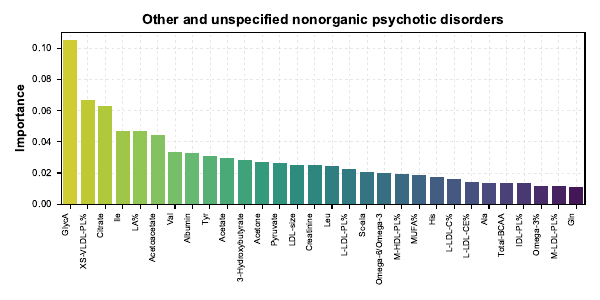 Other and unspecified nonorganic psychotic disorders
Importance
0.10
0.08
0.06
0.04
0.02
0.00
GlycA
XS-VLDL-PL%
Citrate
Ile
LA%
Acetoacetate
Val
Albumin
Tyr
Acetate
3-Hydroxybutyrate
Acetone
Pyruvate
LDL-size
Creatinine
Leu
L-LDL-PL%
Omega-6/Omega-3
M-HDL-PL%
MUFA%
His
L-LDL-C%
L-LDL-CE%
Ala
Total-BCAA
IDL-PL%
Omega-3%
M-LDL-PL%
Gln